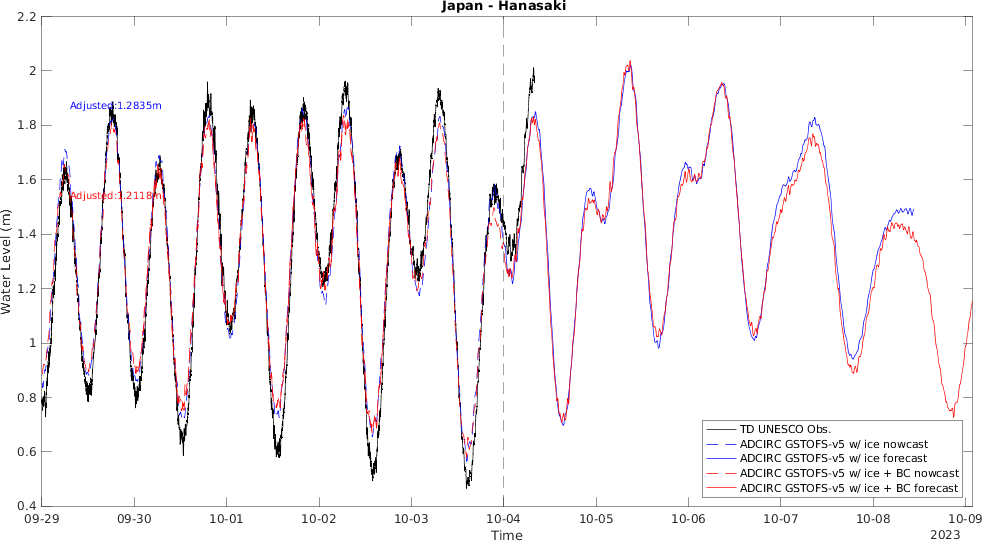 Japan - Hanasaki
2.2
2
1.8
1.6
1.4
1.2
1
0.8
0.6
0.4
Water Level (m)
Adjusted:1.2835m
Adjusted:1.2118m
TD UNESCO Obs.
ADCIRC GSTOFS-v5 w/ ice nowcast
ADCIRC GSTOFS-v5 w/ ice forecast
ADCIRC GSTOFS-v5 w/ ice + BC nowcast
ADCIRC GSTOFS-v5 w/ ice + BC forecast
09-29 09-30 10-01 10-02 10-03 10-04 10-05 10-06 10-07 10-08 10-09
Time
2023